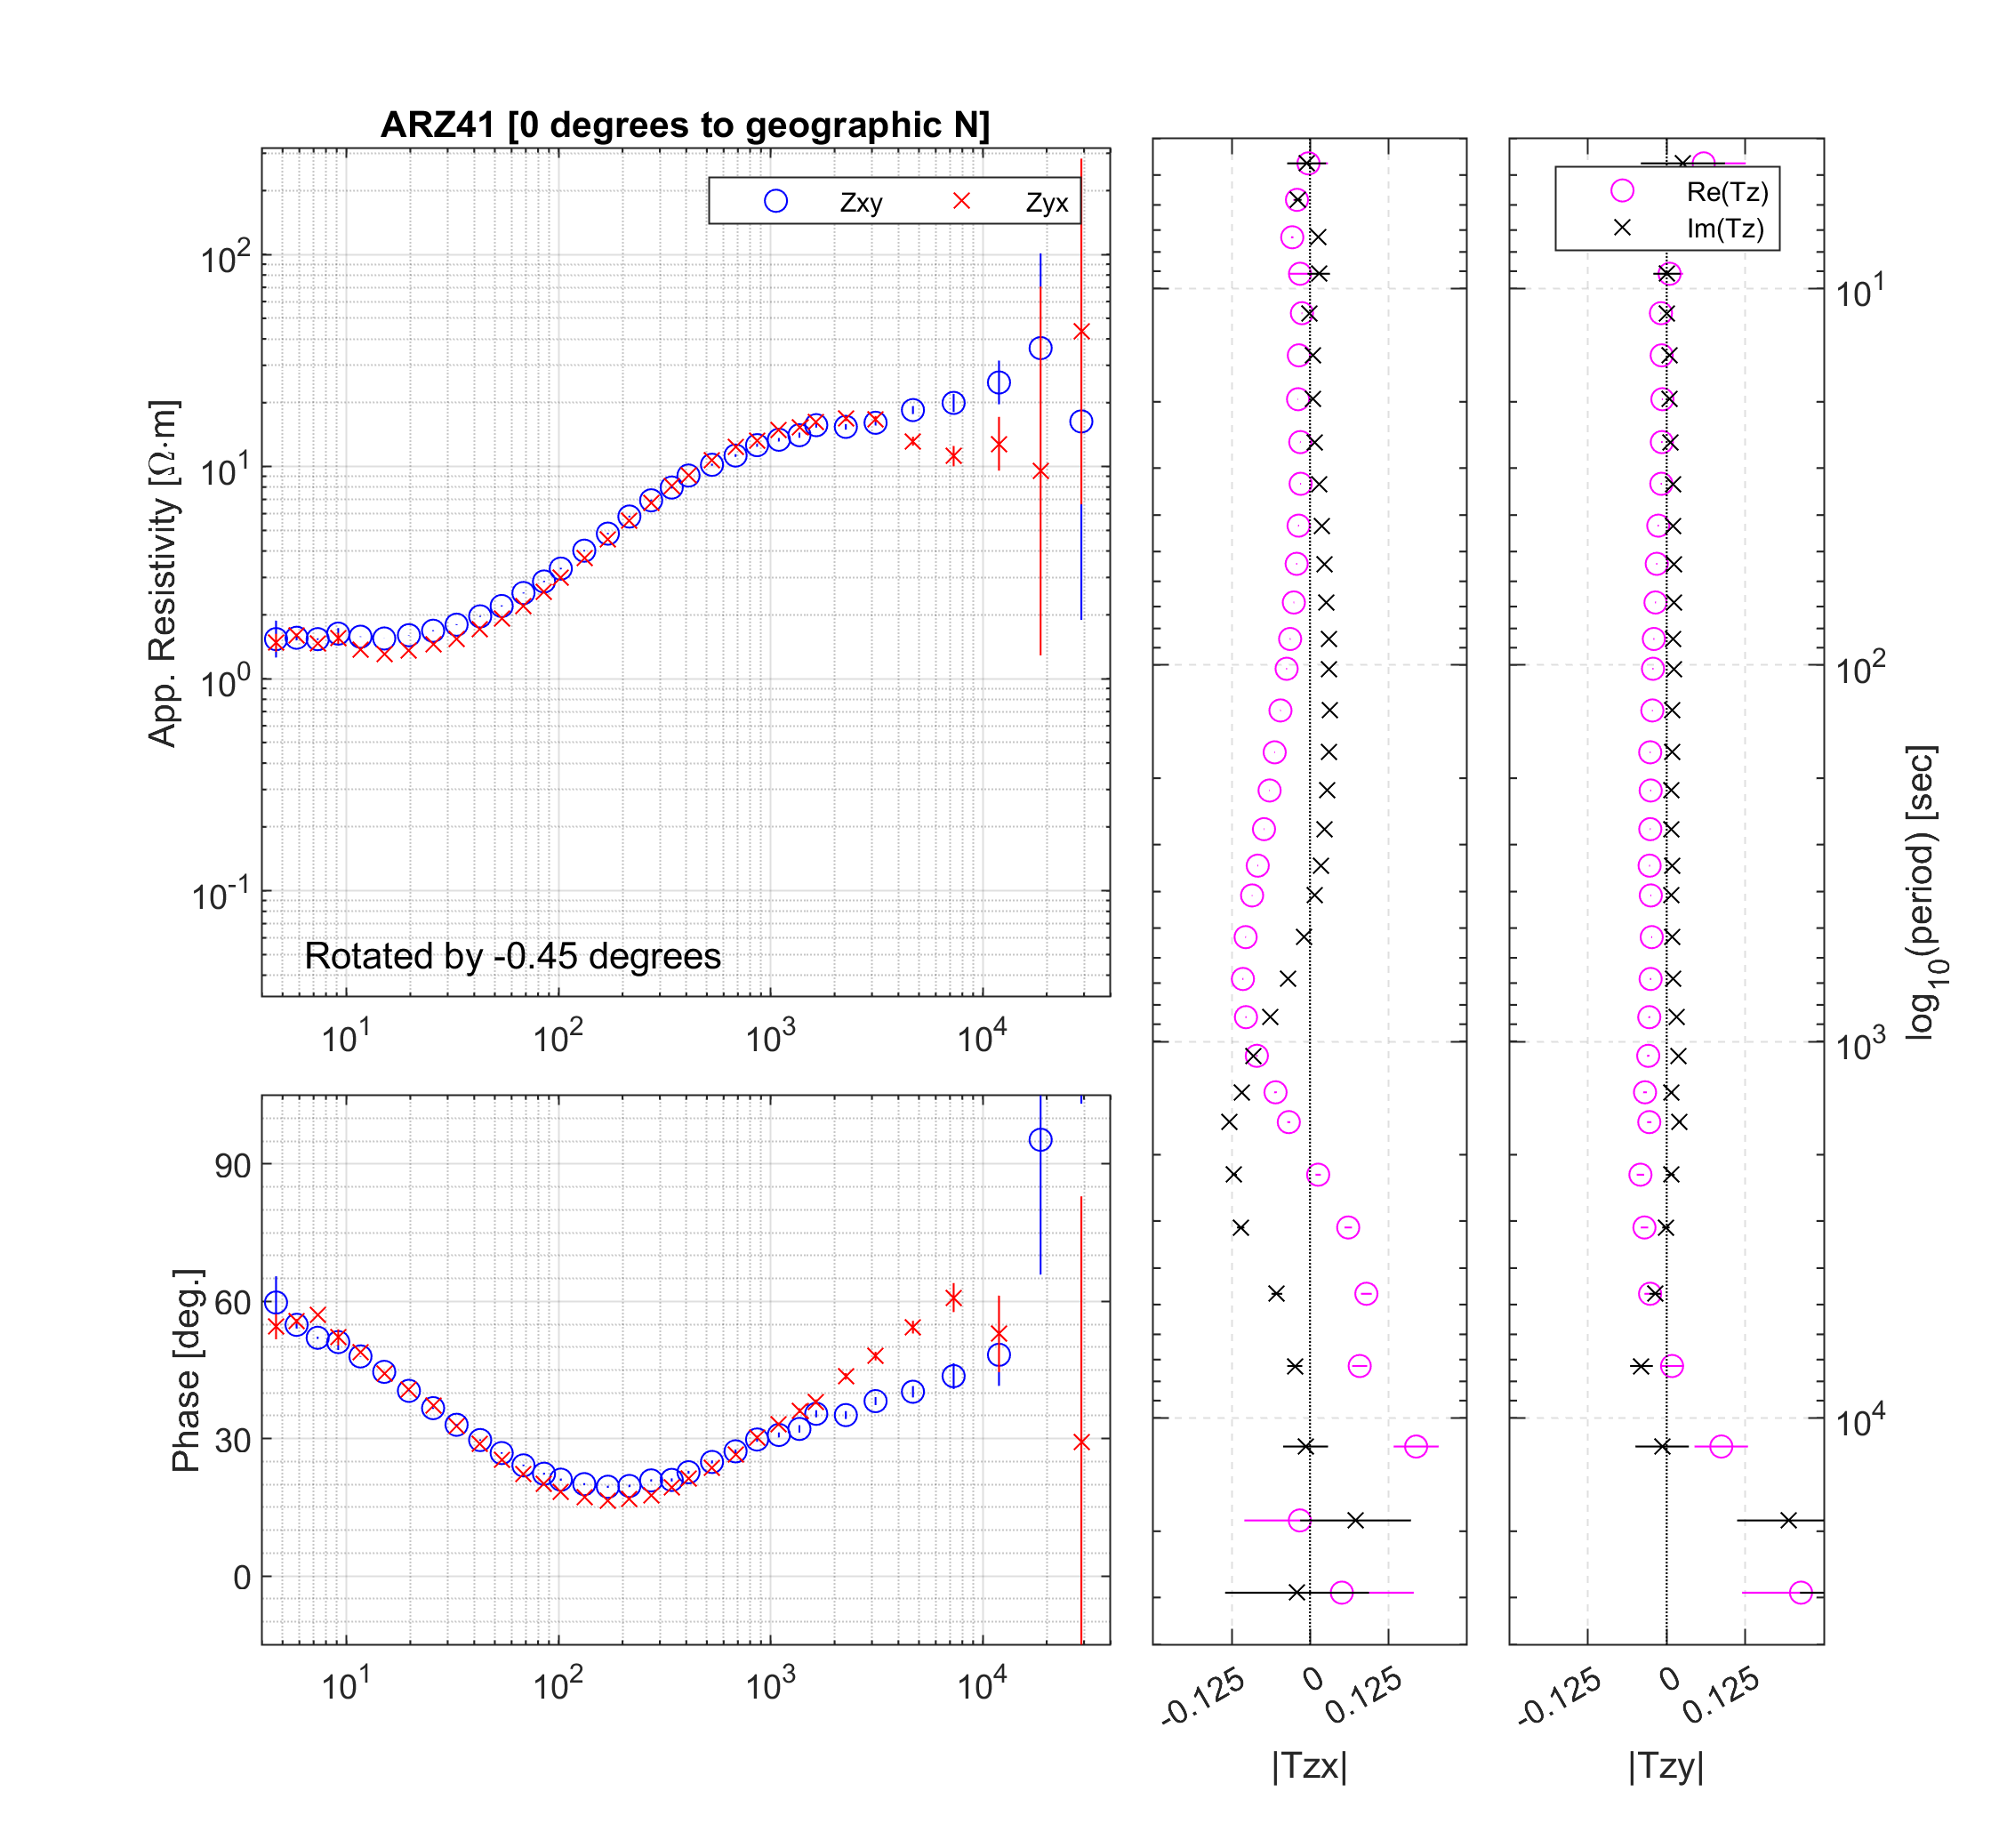 ARZ41 [0 degrees to geographic N]
Zxy Zyx
App. Resistivity [Ω·m]
10^2
10^1
10^0
10^-1
Rotated by -0.45 degrees
10^1 10^2 10^3 10^4
Phase [deg.]
90
60
30
0
10^1 10^2 10^3 10^4
-0.125 0 0.125
|Tzx|
Re(Tz)
Im(Tz)
10^1
10^2
10^3
10^4
log10(period) [sec]
-0.125 0 0.125
|Tzy|